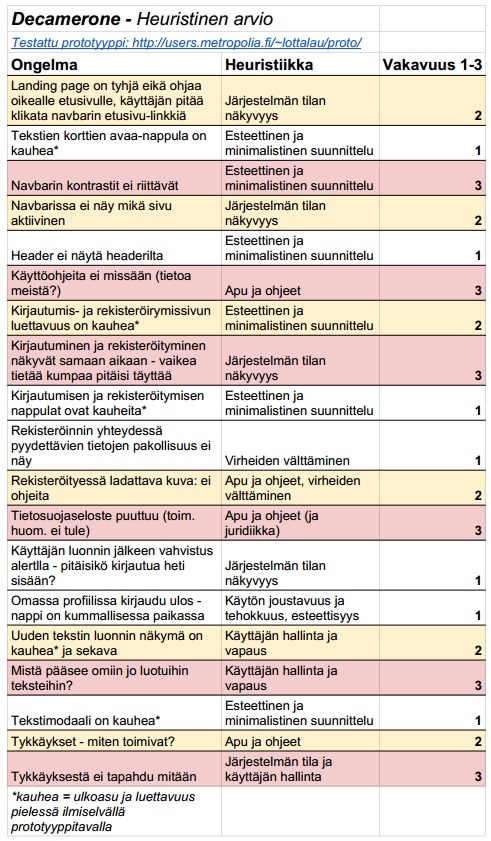 Decamerone - Heuristinen arvio
Testattu prototyyppi: http://users.metropolia.fi/~lottalau/proto/
Ongelma Heuristiikka Vakavuus 1-3
Landing page on tyhjä eikä ohjaa
oikealle etusivulle, käyttäjän pitää
klikata navbarin etusivu-linkkiä
Järjestelmän tilan
näkyvyys
2
Tekstien korttien avaa-nappula on
kauhea*
Esteettinen ja
minimalistinen suunnittelu
1
Navbarin kontrastit ei riittävät
Esteettinen ja
minimalistinen suunnittelu
3
Navbarissa ei näy mikä sivu
aktiivinen
Järjestelmän tilan
näkyvyys
2
Header ei näytä headerilta
Esteettinen ja
minimalistinen suunnittelu
1
Käyttöohjeita ei missään (tietoa
meistä?)
Apu ja ohjeet
3
Kirjautumis- ja rekisteröirymissivun
luettavuus on kauhea*
Esteettinen ja
minimalistinen suunnittelu
2
Kirjautuminen ja rekisteröityminen
näkyvät samaan aikaan - vaikea
tietää kumpaa pitäisi täyttää
Järjestelmän tilan
näkyvyys
3
Kirjautumisen ja rekisteröitymisen
nappulat ovat kauheita*
Esteettinen ja
minimalistinen suunnittelu
1
Rekisteröinnin yhteydessä
pyydettävien tietojen pakollisuus ei
näy
Virheiden välttäminen
1
Rekisteröityessä ladattava kuva: ei
ohjeita
Apu ja ohjeet, virheiden
välttäminen
2
Tietosuojaseloste puuttuu (toim.
huom. ei tule)
Apu ja ohjeet (ja
juridiikka)
3
Käyttäjän luonnin jälkeen vahvistus
alertlla - pitäisikö kirjautua heti
sisään?
Järjestelmän tilan
näkyvyys
1
Omassa profiilissa kirjaudu ulos -
nappi on kummallisessa paikassa
Käytön joustavuus ja
tehokkuus, esteettisyys
1
Uuden tekstin luonnin näkymä on
kauhea* ja sekava
Käyttäjän hallinta ja
vapaus
2
Mistä pääsee omiin jo luotuihin
teksteihin?
Käyttäjän hallinta ja
vapaus
3
Tekstimodaali on kauhea*
Esteettinen ja
minimalistinen suunnittelu
1
Tykkäykset - miten toimivat?
Apu ja ohjeet
2
Tykkäyksestä ei tapahdu mitään
Järjestelmän tila ja
käyttäjän hallinta
3
*kauhea = ulkoasu ja luettavuus
pielessä ilmiselvällä
prototyyppitavalla